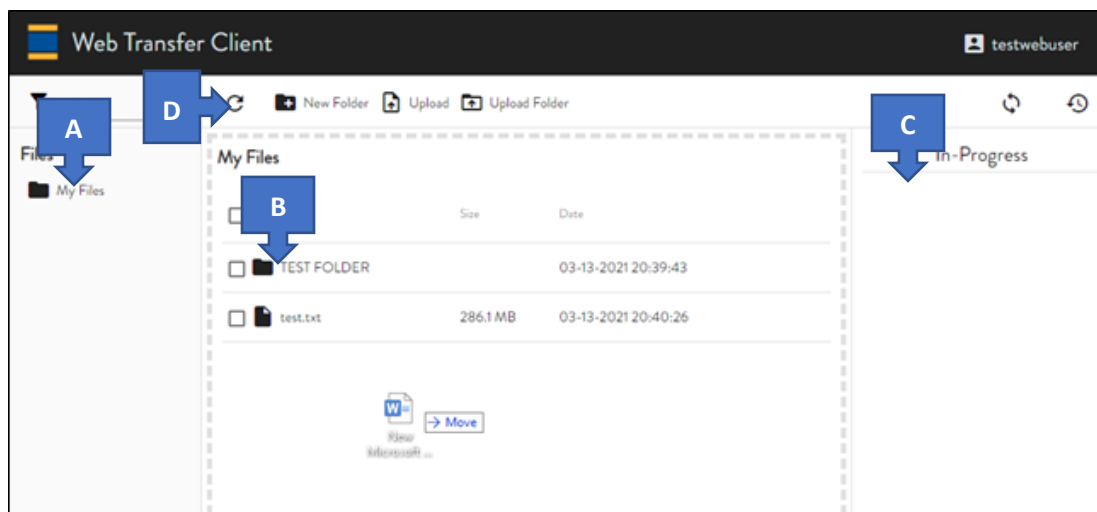 Web Transfer Client
testwebuser
D
New Folder Upload Upload Folder
A
C
Files
My Files
In-Progress
My Files
B
Size Date
TEST FOLDER 03-13-2021 20:39:43
test.txt 286.1 MB 03-13-2021 20:40:26
→ Move
New
Microsoft ...